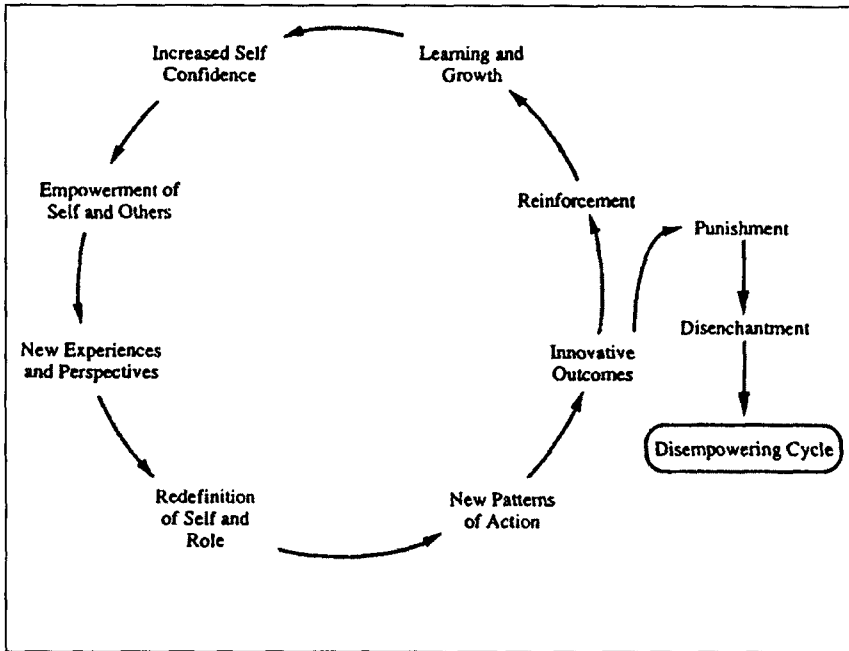 Increased Self
Confidence
Learning and
Growth
Empowerment of
Self and Others
Reinforcement
Punishment
Disenchantment
New Experiences
and Perspectives
Innovative
Outcomes
Disempowering Cycle
Redefinition
of Self and
Role
New Patterns
of Action